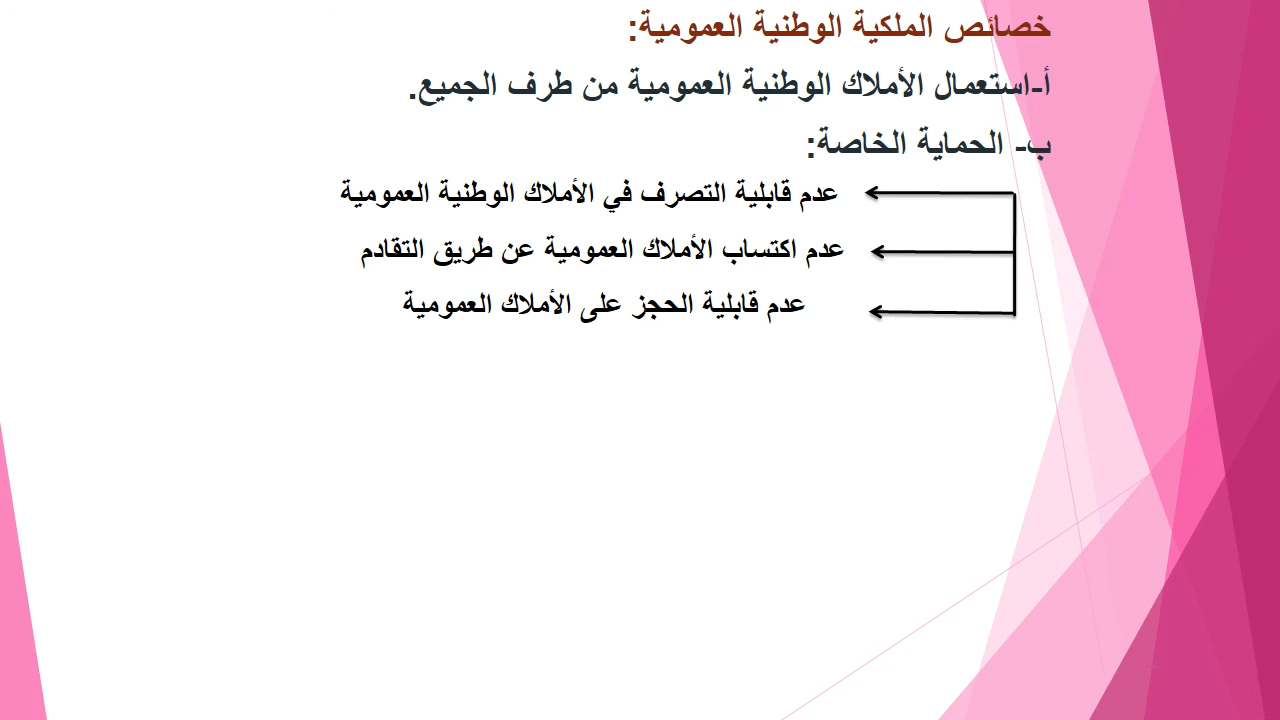 خصائص الملكية الوطنية العمومية:
أ-استعمال الأملاك الوطنية العمومية من طرف الجميع.
ب- الحماية الخاصة:
عدم قابلية التصرف في الأملاك الوطنية العمومية
عدم اكتساب الأملاك العمومية عن طريق التقادم
عدم قابلية الحجز على الأملاك العمومية